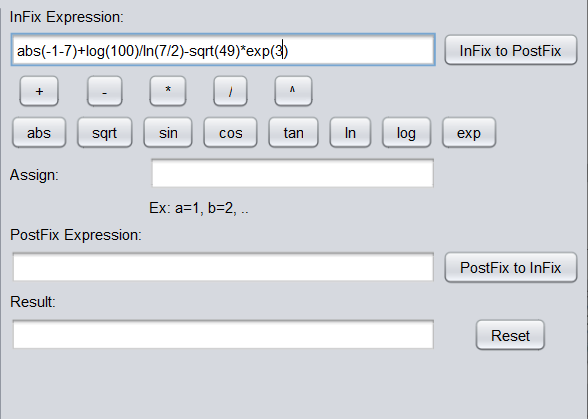 InFix Expression:
abs(-1-7)+log(100)/ln(7/2)-sqrt(49)*exp(3) InFix to PostFix
+ - * / ^
abs sqrt sin cos tan ln log exp
Assign:
Ex: a=1, b=2, ..
PostFix Expression:
PostFix to InFix
Result:
Reset